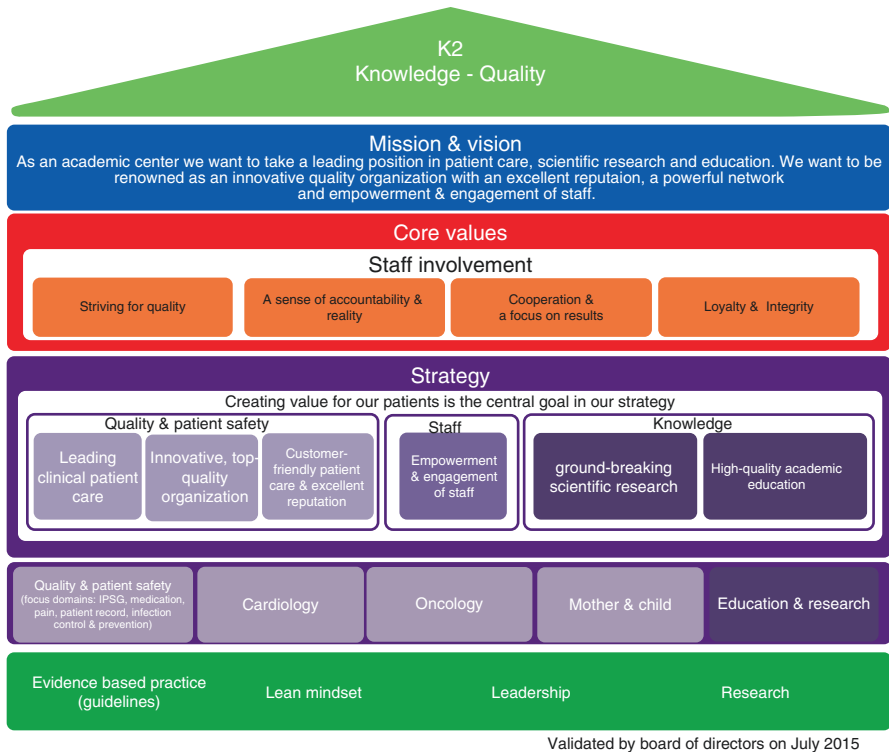 K2
Knowledge - Quality
Mission & vision
As an academic center we want to take a leading position in patient care, scientific research and education. We want to be
renowned as an innovative quality organization with an excellent reputaion, a powerful network
and empowerment & engagement of staff.
Core values
Staff involvement
Striving for quality
A sense of accountability &
reality
Cooperation &
a focus on results
Loyalty & Integrity
Strategy
Creating value for our patients is the central goal in our strategy
Quality & patient safety
Leading
clinical patient
care
Innovative, top-
quality
organization
Customer-
friendly patient
care & excellent
reputation
Staff
Empowerment
& engagement
of staff
Knowledge
ground-breaking
scientific research
High-quality academic
education
Quality & patient safety
(focus domains: IPSG, medication,
pain, patient record, infection
control & prevention)
Cardiology
Oncology
Mother & child
Education & research
Evidence based practice
(guidelines)
Lean mindset
Leadership
Research
Validated by board of directors on July 2015